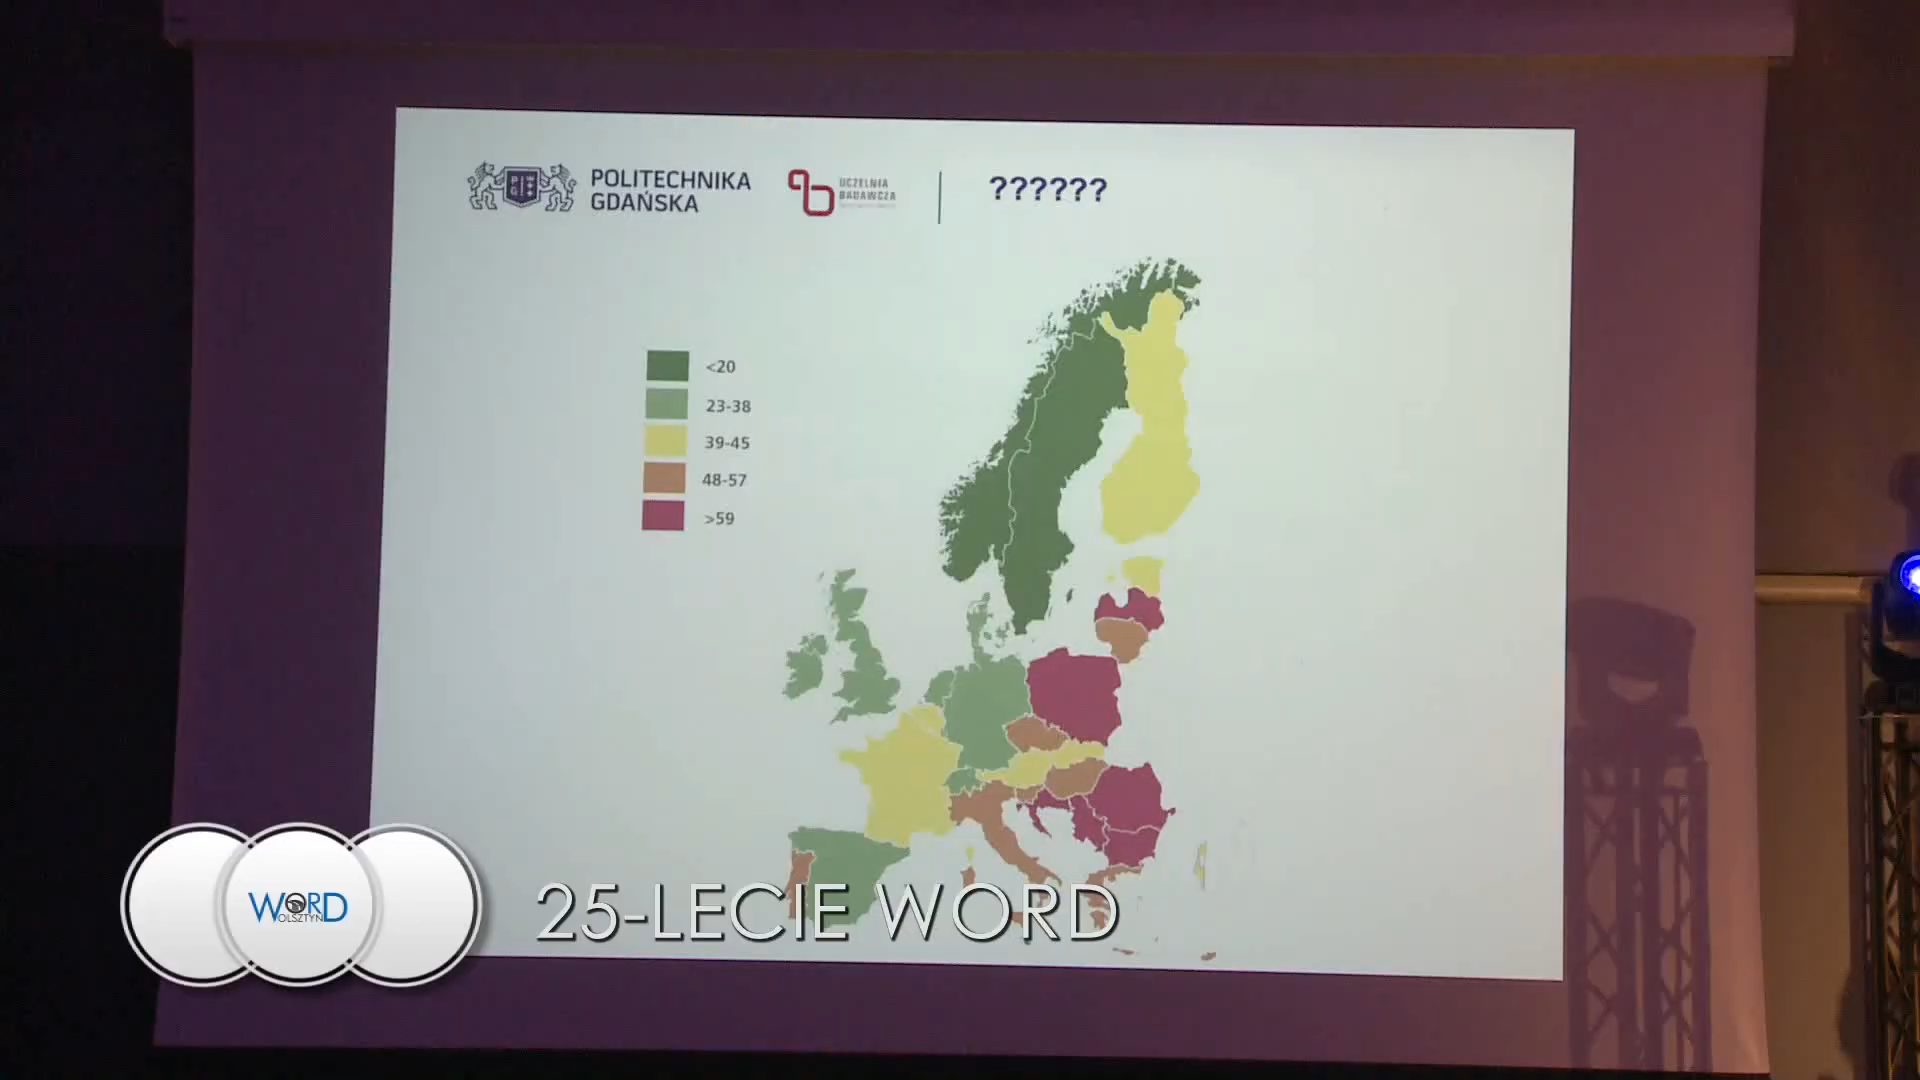 POLITECHNIKA
GDAŃSKA
UCZELNIA
BADAWCZA
??????
<20
23-38
39-45
48-57
>59
WORD
OLSZTYN
25-LECIE WORD